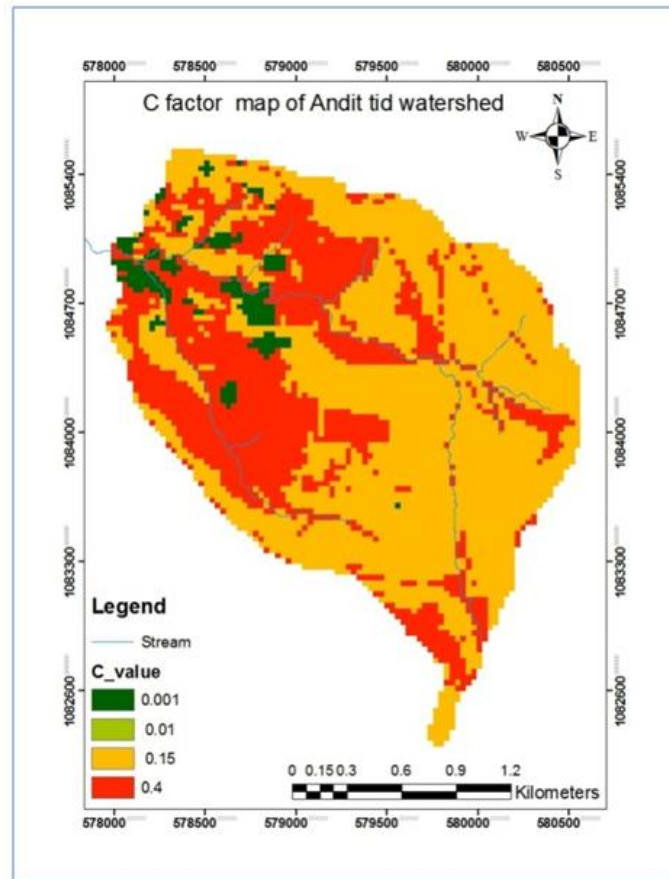 578000 578500 579000 579500 580000 580500
C factor map of Andit tid watershed
N
W E
S
1085400 1085400
1084700 1084700
1084000 1084000
1083300 1083300
1082600 1082600
Legend
Stream
C_value
0.001
0.01
0.15
0.4
0 0.15 0.3 0.6 0.9 1.2
Kilometers
578000 578500 579000 579500 580000 580500